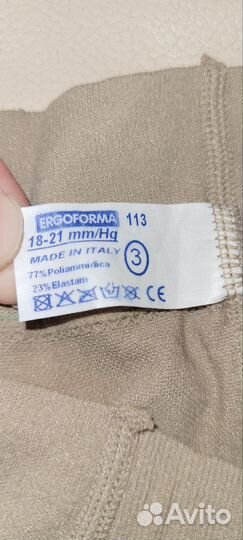 ERGOFORMA 113
18-21 mm/Hg
MADE IN ITALY 3
77% Poliammidica
23% Elastam
CE
Avito